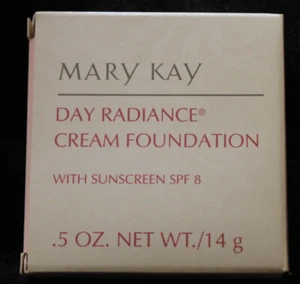 MARY KAY
DAY RADIANCE®
CREAM FOUNDATION
WITH SUNSCREEN SPF 8
.5 OZ. NET WT./14 g